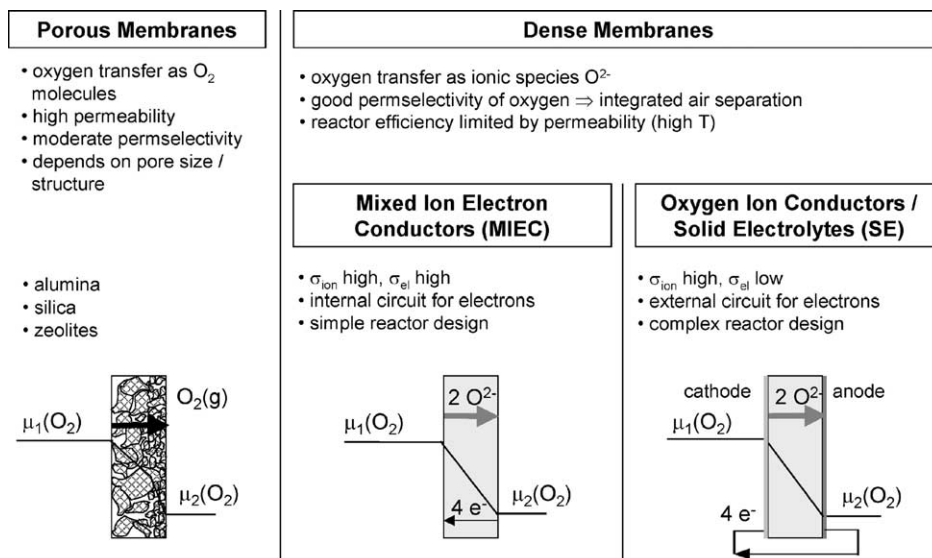 Porous Membranes
• oxygen transfer as O₂
molecules
• high permeability
• moderate permselectivity
• depends on pore size /
structure
• alumina
• silica
• zeolites
O₂(g)
μ₁(O₂)
μ₂(O₂)
Dense Membranes
• oxygen transfer as ionic species O²⁻
• good permselectivity of oxygen ⇒ integrated air separation
• reactor efficiency limited by permeability (high T)
Mixed Ion Electron
Conductors (MIEC)
• σᵢₒₙ high, σₑₗ high
• internal circuit for electrons
• simple reactor design
2 O²⁻
μ₁(O₂)
μ₂(O₂)
4 e⁻
Oxygen Ion Conductors /
Solid Electrolytes (SE)
• σᵢₒₙ high, σₑₗ low
• external circuit for electrons
• complex reactor design
cathode 2 O²⁻ anode
μ₁(O₂)
μ₂(O₂)
4 e⁻